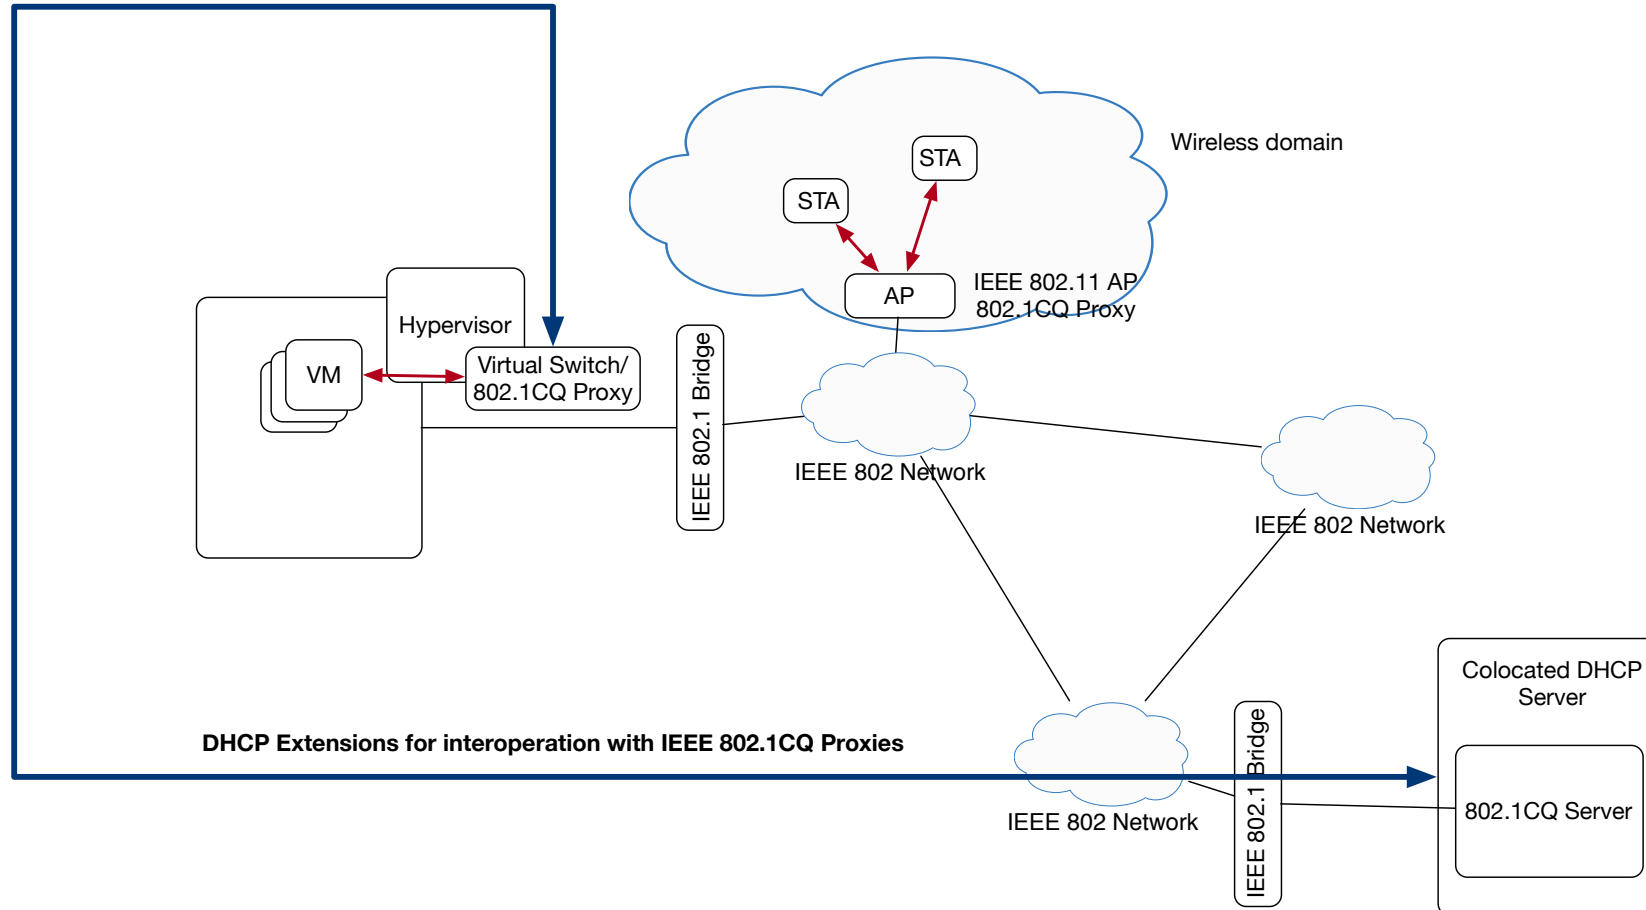 Wireless domain
STA
STA
AP
IEEE 802.11 AP
802.1CQ Proxy
Hypervisor
VM
Virtual Switch/
802.1CQ Proxy
IEEE 802.1 Bridge
IEEE 802 Network
IEEE 802 Network
Colocated DHCP
Server
DHCP Extensions for interoperation with IEEE 802.1CQ Proxies
IEEE 802 Network
IEEE 802.1 Bridge
802.1CQ Server